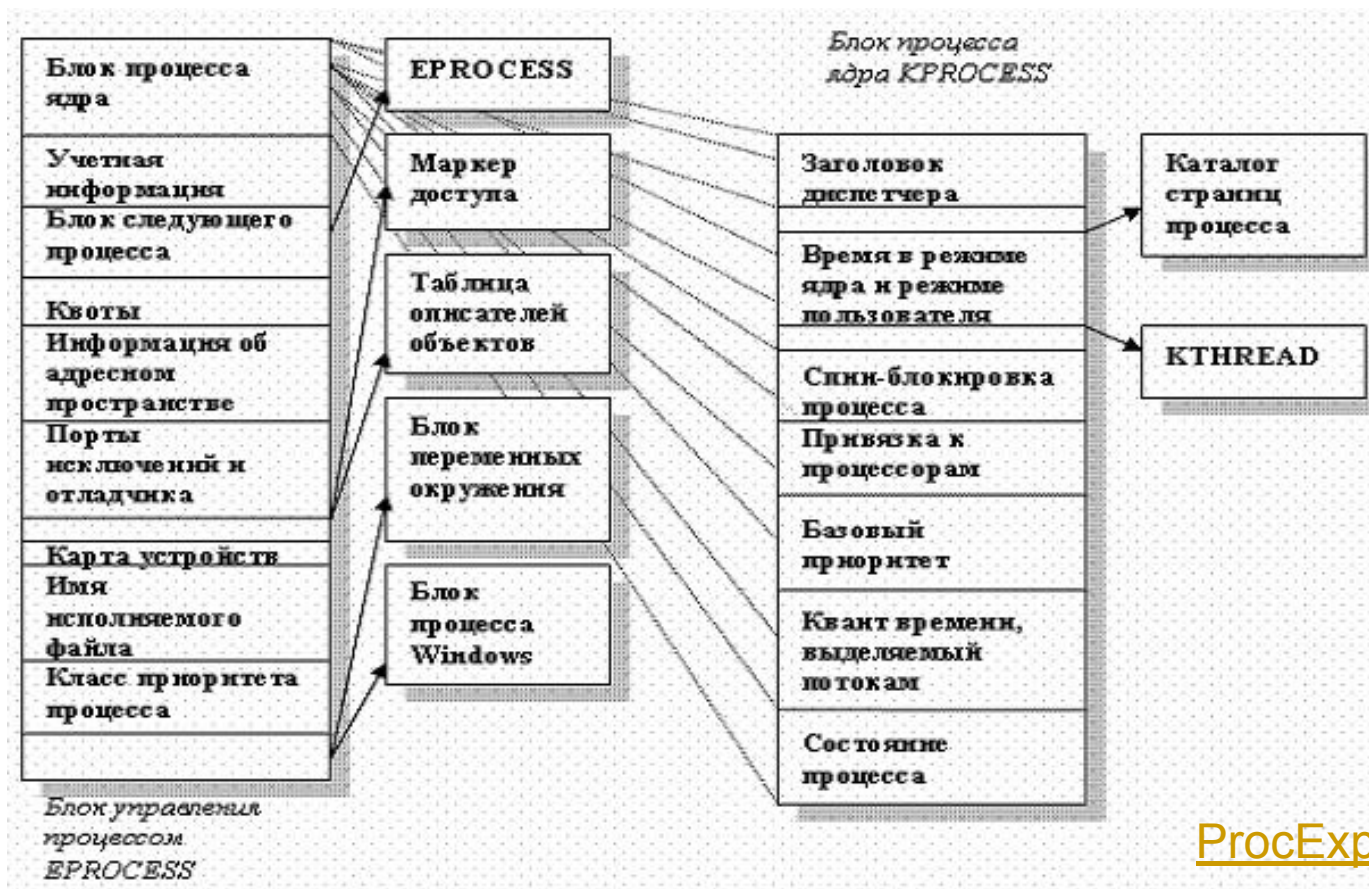 Блок процесса
ядра
Учетная
информация
Блок следующего
процесса
Квоты
Информация об
адресном
пространстве
Порты
исключений и
отладчика
Карта устройств
Имя
исполняемого
файла
Класс приоритета
процесса
Блок управления
процессом
EPROCESS
EPROCESS
Маркер
доступа
Таблица
описателей
объектов
Блок
переменных
окружения
Блок
процесса
Windows
Блок процесса
ядра KPROCESS
Заголовок
диспетчера
Время в режиме
ядра и режиме
пользователя
Спин-блокировка
процесса
Привязка к
процессорам
Базовый
приоритет
Квант времени,
выделяемый
потокам
Состояние
процесса
Каталог
страниц
процесса
KTHREAD
ProcExp